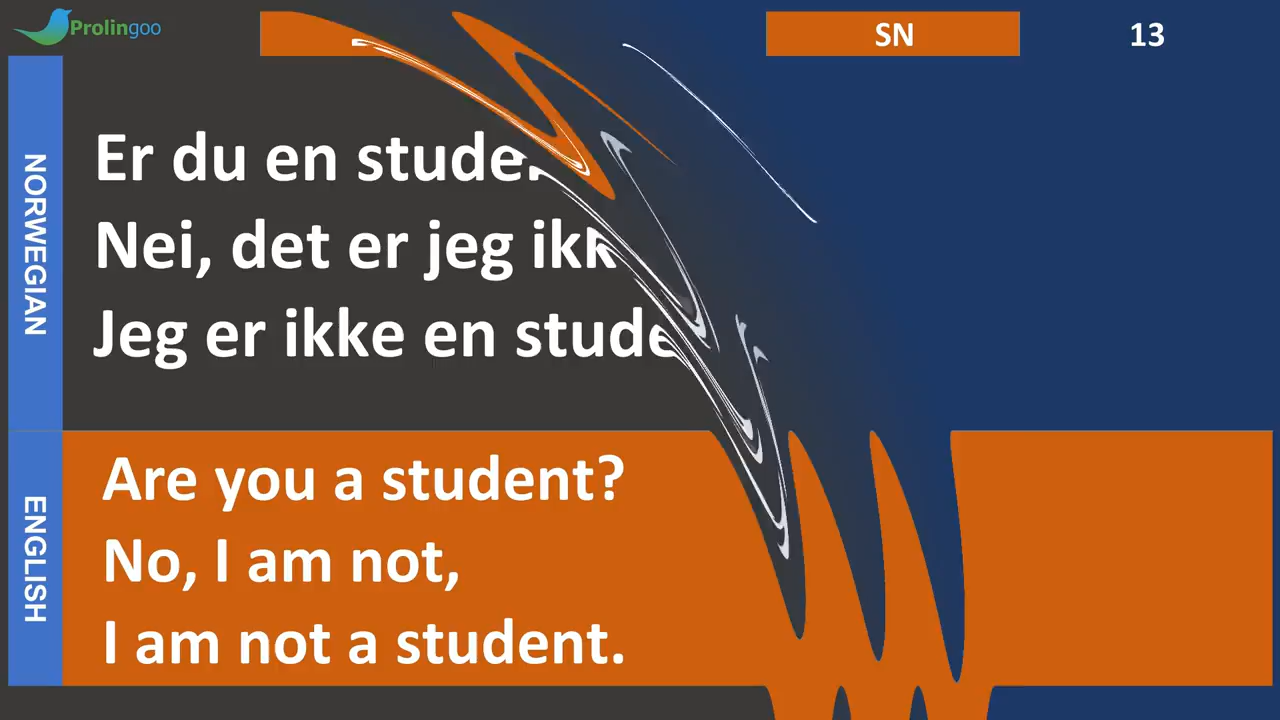 Prolingoo
SN
13
NORWEGIAN
Er du en
Nei, det er jeg
Jeg er ikke en
ENGLISH
Are you a student?
No, I am not,
I am not a student.